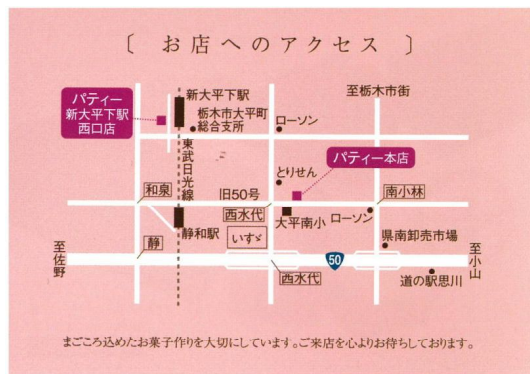 〔 お店へのアクセス 〕
パティー
新大平下駅
西口店
新大平下駅
栃木市大平町
総合支所
ローソン
至栃木市街
東武日光線
とりせん
パティー本店
和泉
旧50号
南小林
西水代
大平南小
ローソン
静和駅
いすゞ
県南卸売市場
至佐野
静
50
至小山
西水代
道の駅思川
まごころ込めたお菓子作りを大切にしています。ご来店を心よりお待ちしております。